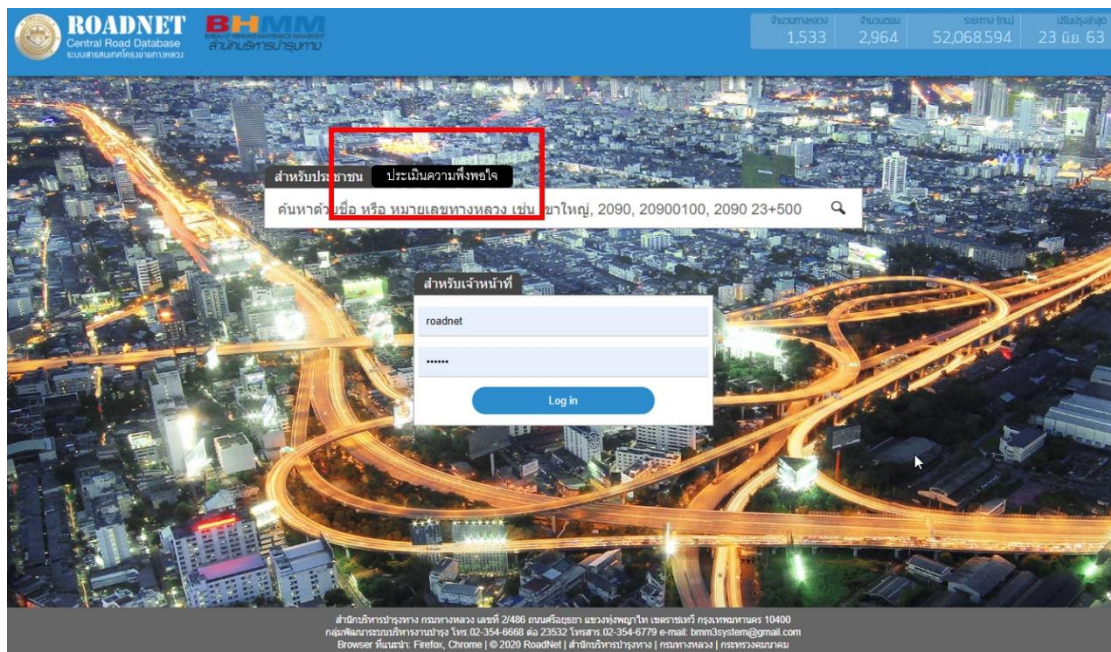 ROADNET
Central Road Database
ระบบสารสนเทศโครงข่ายทางหลวง
BHMM
สำนักบริหารบำรุงทาง
จำนวนทางหลวง
1,533
จำนวนตอน
2,964
ระยะทาง (กม.)
52,068.594
ปรับปรุงล่าสุด
23 มิ.ย. 63
สำหรับประชาชน
ประเมินความพึงพอใจ
ค้นหาด้วยชื่อ หรือ หมายเลขทางหลวง เช่น เขาใหญ่, 2090, 20900100, 2090 23+500
สำหรับเจ้าหน้าที่
roadnet
••••••
Log in
สำนักบริหารบำรุงทาง กรมทางหลวง เลขที่ 2/486 ถนนศรีอยุธยา แขวงทุ่งพญาไท เขตราชเทวี กรุงเทพมหานคร 10400
กลุ่มพัฒนาระบบบริหารงานบำรุง โทร.02-354-6668 ต่อ 23532 โทรสาร.02-354-6779 e-mail: bmm3system@gmail.com
Browser ที่แนะนำ: Firefox, Chrome | © 2020 RoadNet | สำนักบริหารบำรุงทาง | กรมทางหลวง | กระทรวงคมนาคม